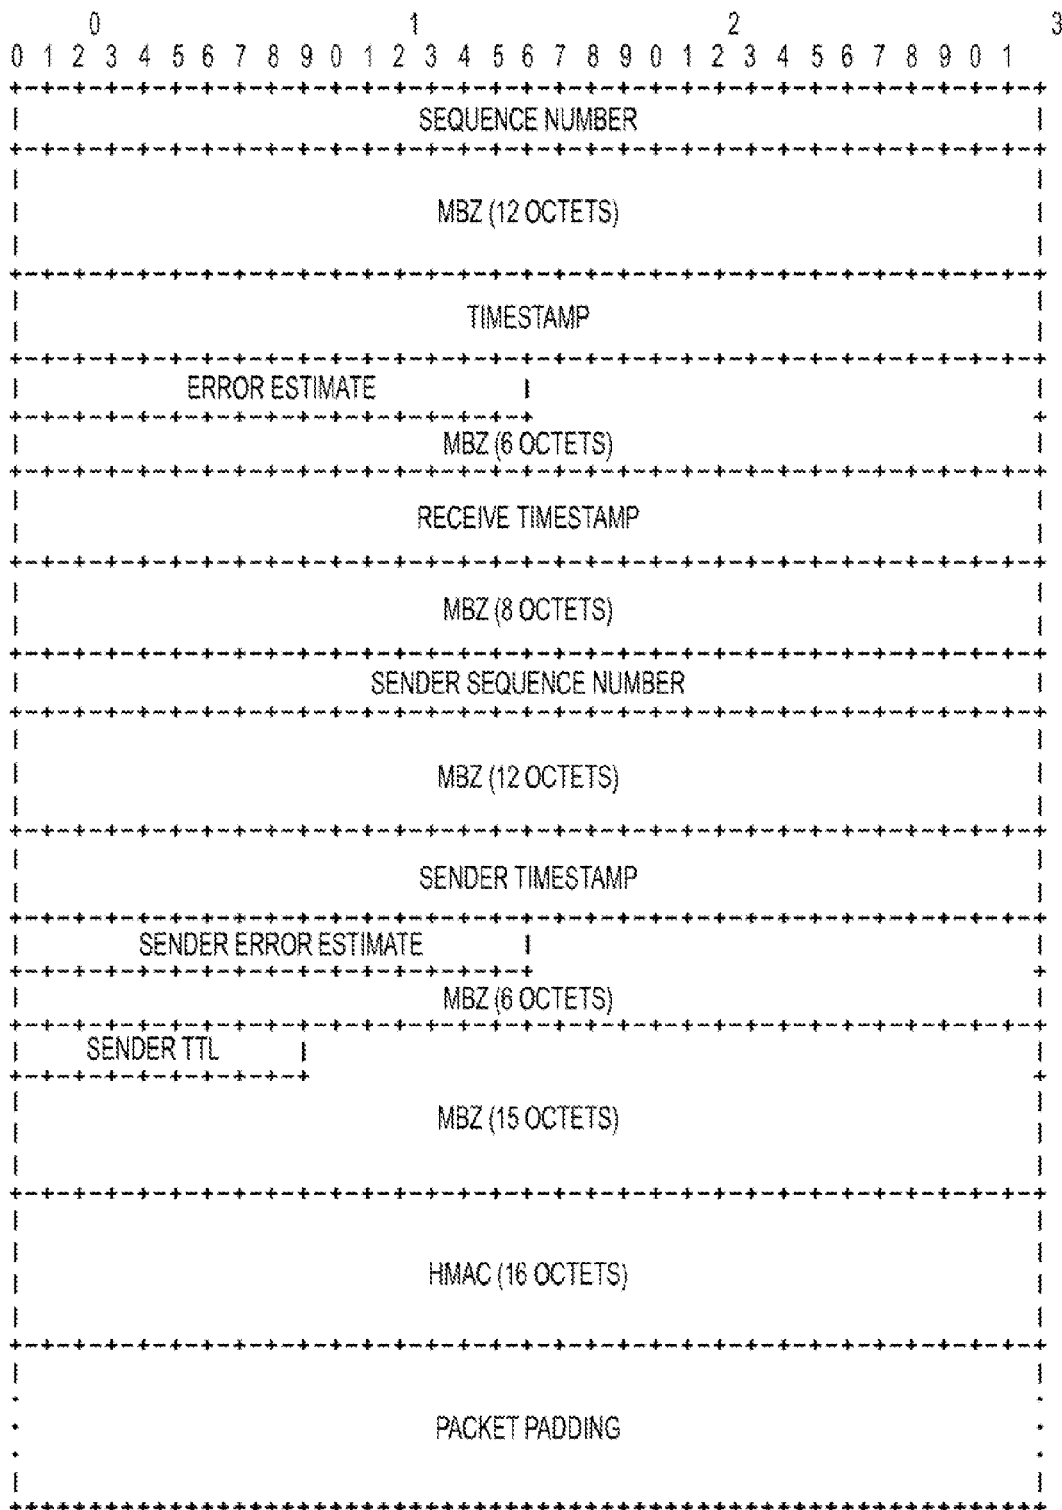 0 1 2 3
0 1 2 3 4 5 6 7 8 9 0 1 2 3 4 5 6 7 8 9 0 1 2 3 4 5 6 7 8 9 0 1
SEQUENCE NUMBER
MBZ (12 OCTETS)
TIMESTAMP
ERROR ESTIMATE
MBZ (6 OCTETS)
RECEIVE TIMESTAMP
MBZ (8 OCTETS)
SENDER SEQUENCE NUMBER
MBZ (12 OCTETS)
SENDER TIMESTAMP
SENDER ERROR ESTIMATE
MBZ (6 OCTETS)
SENDER TTL
MBZ (15 OCTETS)
HMAC (16 OCTETS)
PACKET PADDING